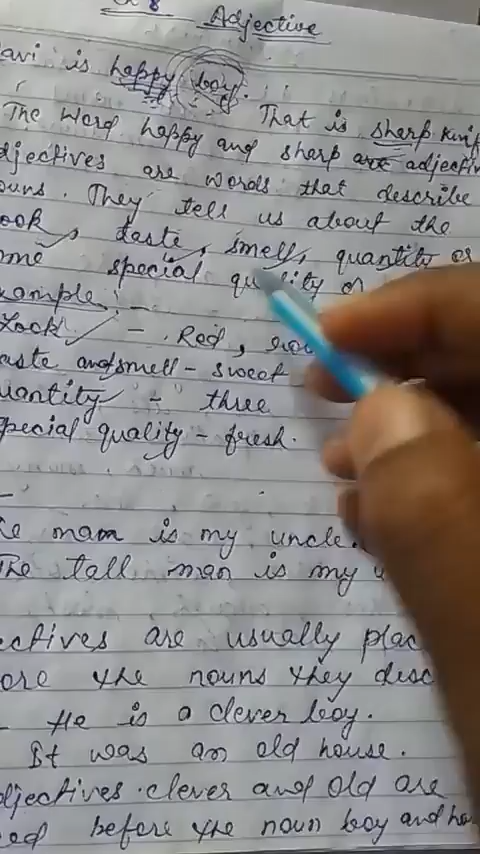 8 Adjective
avi is happy boy. That is sharp knif
The word happy and sharp are adjectiv
djectives are words that describe
ouns. They tell us about the
ook, taste, smell, quantity or
ome special quality of
xample :-
Look - Red,
aste and smell - sweet
uantity - three
pecial quality - fresh.
he man is my uncle.
The tall man is my u
ectives are usually plac
ore the nouns they desc
He is a clever boy.
It was an old house.
djectives clever and old are
ed before the noun boy and ho